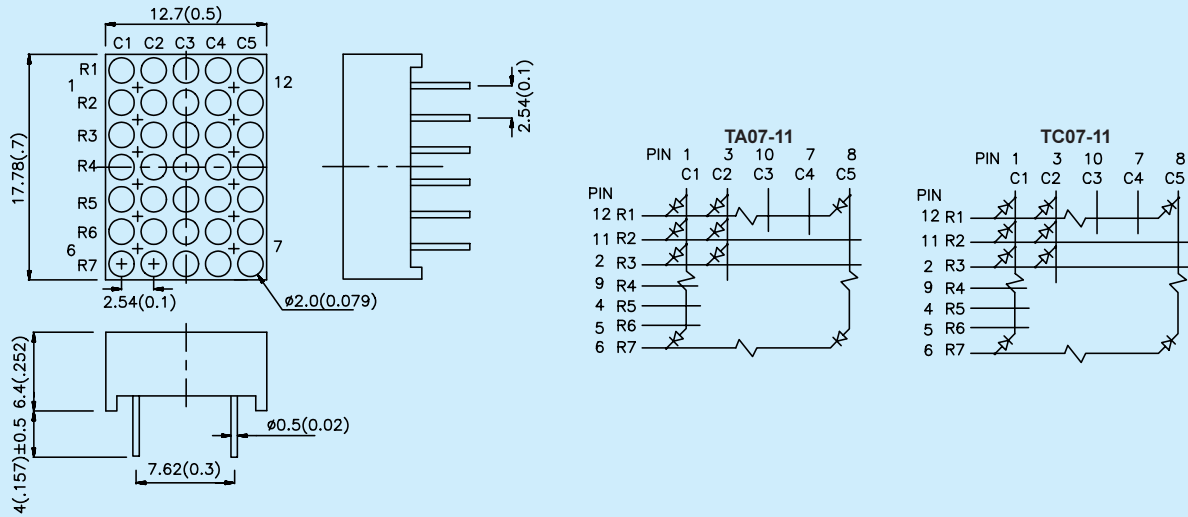 12.7(0.5)
C1 C2 C3 C4 C5
R1
1
12
R2
R3
R4
R5
R6
6
7
R7
17.78(.7)
2.54(0.1)
ø2.0(0.079)
2.54(0.1)
6.4(.252)
4(.157)±0.5
ø0.5(0.02)
7.62(0.3)
TA07-11
PIN 1 3 10 7 8
C1 C2 C3 C4 C5
PIN
12 R1
11 R2
2 R3
9 R4
4 R5
5 R6
6 R7
TC07-11
PIN 1 3 10 7 8
C1 C2 C3 C4 C5
PIN
12 R1
11 R2
2 R3
9 R4
4 R5
5 R6
6 R7